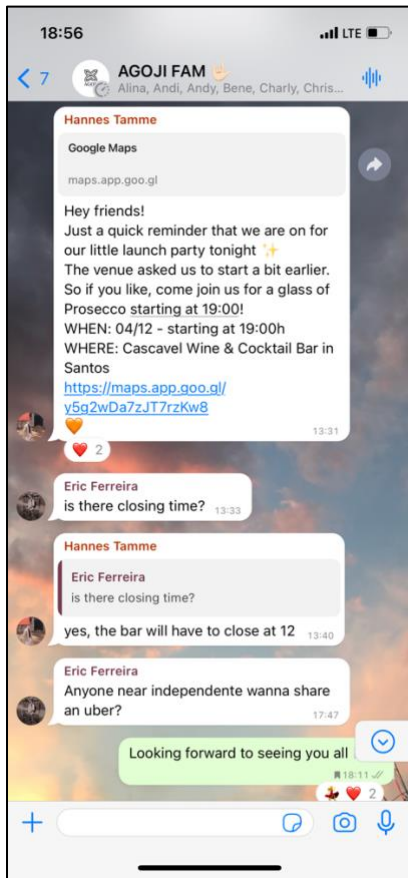 18:56
LTE
7
AGOJI FAM
Alina, Andi, Andy, Bene, Charly, Chris...
Hannes Tamme
Google Maps
maps.app.goo.gl
Hey friends!
Just a quick reminder that we are on for
our little launch party tonight ✨
The venue asked us to start a bit earlier.
So if you like, come join us for a glass of
Prosecco starting at 19:00!
WHEN: 04/12 - starting at 19:00h
WHERE: Cascavel Wine & Cocktail Bar in
Santos
https://maps.app.goo.gl/
y5g2wDa7zJT7rzKw8
🧡
13:31
❤️ 2
Eric Ferreira
is there closing time? 13:33
Hannes Tamme
Eric Ferreira
is there closing time?
yes, the bar will have to close at 12 13:40
Eric Ferreira
Anyone near independente wanna share
an uber? 17:47
Looking forward to seeing you all
18:11
💃 ❤️ 2